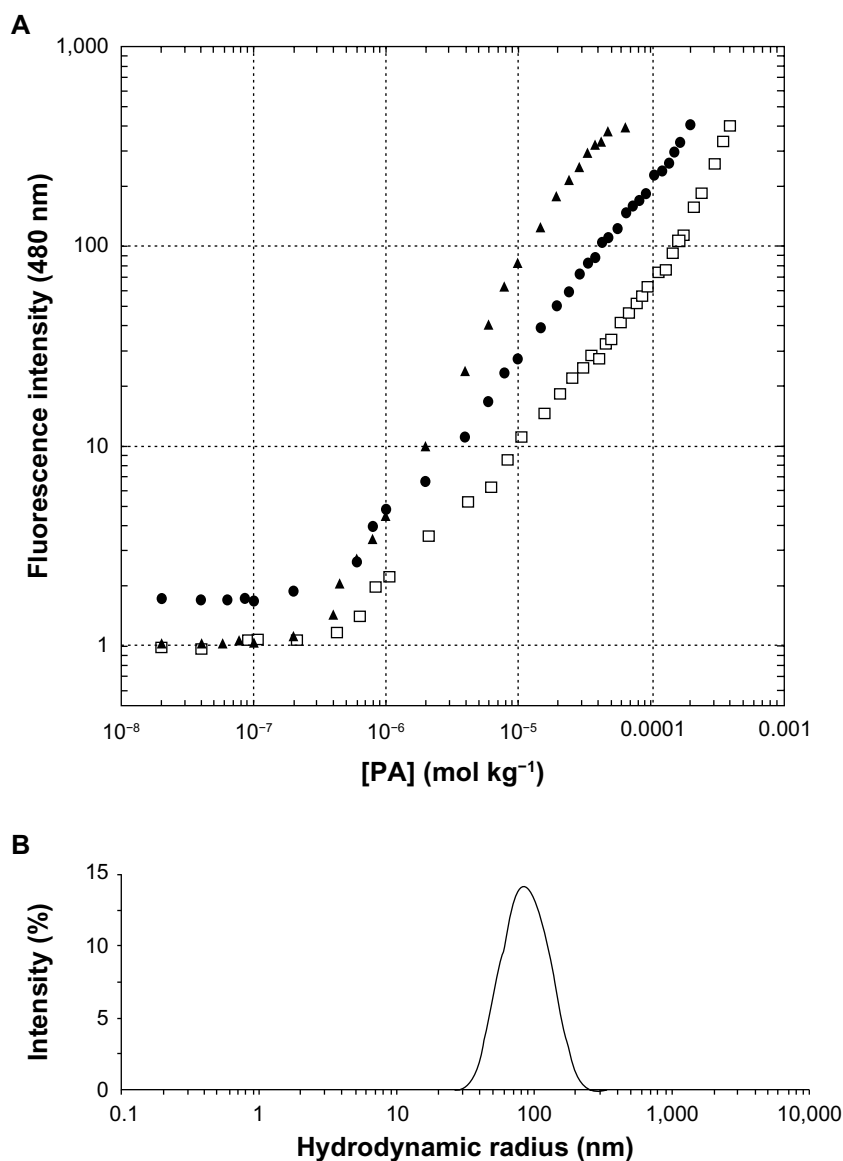 A
1,000
100
10
1
Fluorescence intensity (480 nm)
10⁻⁸ 10⁻⁷ 10⁻⁶ 10⁻⁵ 0.0001 0.001
[PA] (mol kg⁻¹)
B
15
10
5
0
Intensity (%)
0.1 1 10 100 1,000 10,000
Hydrodynamic radius (nm)